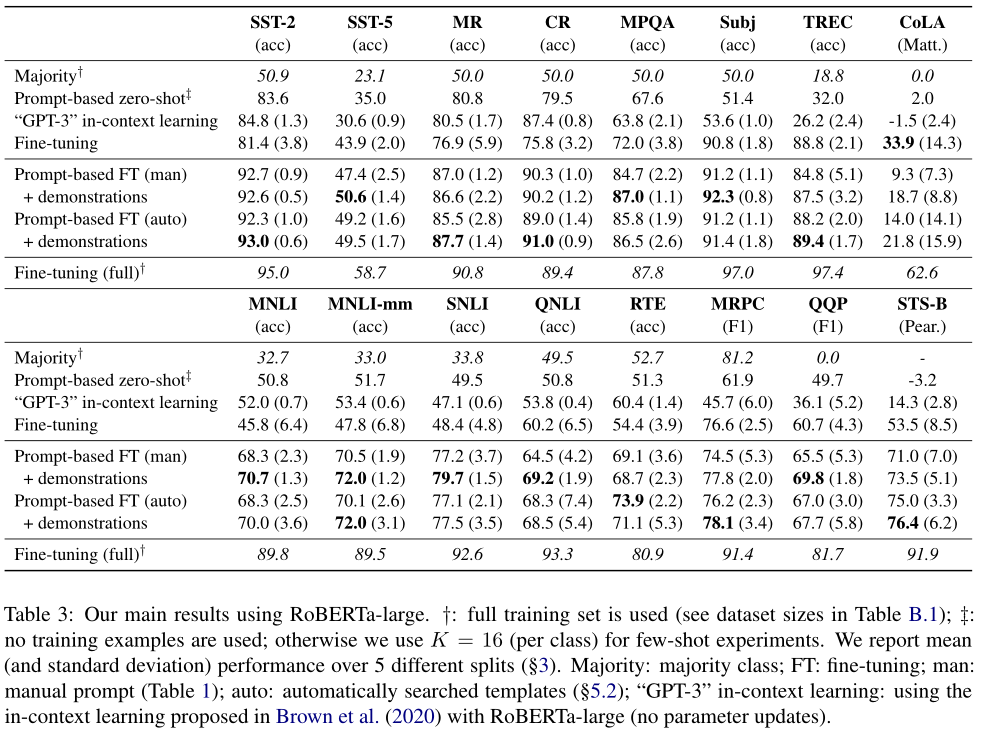 SST-2 SST-5 MR CR MPQA Subj TREC CoLA
(acc) (acc) (acc) (acc) (acc) (acc) (acc) (Matt.)
Majority† 50.9 23.1 50.0 50.0 50.0 50.0 18.8 0.0
Prompt-based zero-shot‡ 83.6 35.0 80.8 79.5 67.6 51.4 32.0 2.0
“GPT-3” in-context learning 84.8 (1.3) 30.6 (0.9) 80.5 (1.7) 87.4 (0.8) 63.8 (2.1) 53.6 (1.0) 26.2 (2.4) -1.5 (2.4)
Fine-tuning 81.4 (3.8) 43.9 (2.0) 76.9 (5.9) 75.8 (3.2) 72.0 (3.8) 90.8 (1.8) 88.8 (2.1) 33.9 (14.3)
Prompt-based FT (man) 92.7 (0.9) 47.4 (2.5) 87.0 (1.2) 90.3 (1.0) 84.7 (2.2) 91.2 (1.1) 84.8 (5.1) 9.3 (7.3)
+ demonstrations 92.6 (0.5) 50.6 (1.4) 86.6 (2.2) 90.2 (1.2) 87.0 (1.1) 92.3 (0.8) 87.5 (3.2) 18.7 (8.8)
Prompt-based FT (auto) 92.3 (1.0) 49.2 (1.6) 85.5 (2.8) 89.0 (1.4) 85.8 (1.9) 91.2 (1.1) 88.2 (2.0) 14.0 (14.1)
+ demonstrations 93.0 (0.6) 49.5 (1.7) 87.7 (1.4) 91.0 (0.9) 86.5 (2.6) 91.4 (1.8) 89.4 (1.7) 21.8 (15.9)
Fine-tuning (full)† 95.0 58.7 90.8 89.4 87.8 97.0 97.4 62.6
MNLI MNLI-mm SNLI QNLI RTE MRPC QQP STS-B
(acc) (acc) (acc) (acc) (acc) (F1) (F1) (Pear.)
Majority† 32.7 33.0 33.8 49.5 52.7 81.2 0.0 -
Prompt-based zero-shot‡ 50.8 51.7 49.5 50.8 51.3 61.9 49.7 -3.2
“GPT-3” in-context learning 52.0 (0.7) 53.4 (0.6) 47.1 (0.6) 53.8 (0.4) 60.4 (1.4) 45.7 (6.0) 36.1 (5.2) 14.3 (2.8)
Fine-tuning 45.8 (6.4) 47.8 (6.8) 48.4 (4.8) 60.2 (6.5) 54.4 (3.9) 76.6 (2.5) 60.7 (4.3) 53.5 (8.5)
Prompt-based FT (man) 68.3 (2.3) 70.5 (1.9) 77.2 (3.7) 64.5 (4.2) 69.1 (3.6) 74.5 (5.3) 65.5 (5.3) 71.0 (7.0)
+ demonstrations 70.7 (1.3) 72.0 (1.2) 79.7 (1.5) 69.2 (1.9) 68.7 (2.3) 77.8 (2.0) 69.8 (1.8) 73.5 (5.1)
Prompt-based FT (auto) 68.3 (2.5) 70.1 (2.6) 77.1 (2.1) 68.3 (7.4) 73.9 (2.2) 76.2 (2.3) 67.0 (3.0) 75.0 (3.3)
+ demonstrations 70.0 (3.6) 72.0 (3.1) 77.5 (3.5) 68.5 (5.4) 71.1 (5.3) 78.1 (3.4) 67.7 (5.8) 76.4 (6.2)
Fine-tuning (full)† 89.8 89.5 92.6 93.3 80.9 91.4 81.7 91.9
Table 3: Our main results using RoBERTa-large. †: full training set is used (see dataset sizes in Table B.1); ‡:
no training examples are used; otherwise we use K = 16 (per class) for few-shot experiments. We report mean
(and standard deviation) performance over 5 different splits (§3). Majority: majority class; FT: fine-tuning; man:
manual prompt (Table 1); auto: automatically searched templates (§5.2); “GPT-3” in-context learning: using the
in-context learning proposed in Brown et al. (2020) with RoBERTa-large (no parameter updates).